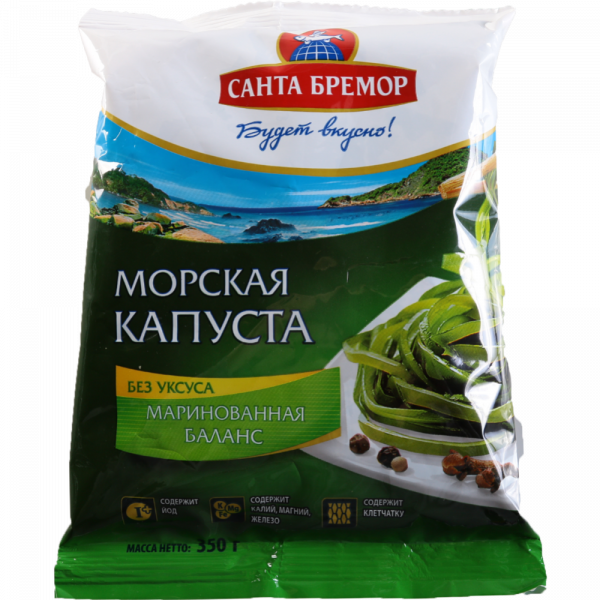 САНТА БРЕМОР
Будет вкусно!
МОРСКАЯ
КАПУСТА
БЕЗ УКСУСА
МАРИНОВАННАЯ
БАЛАНС
СОДЕРЖИТ
ЙОД
СОДЕРЖИТ
КАЛИЙ, МАГНИЙ,
ЖЕЛЕЗО
СОДЕРЖИТ
КЛЕТЧАТКУ
МАССА НЕТТО: 350 Г